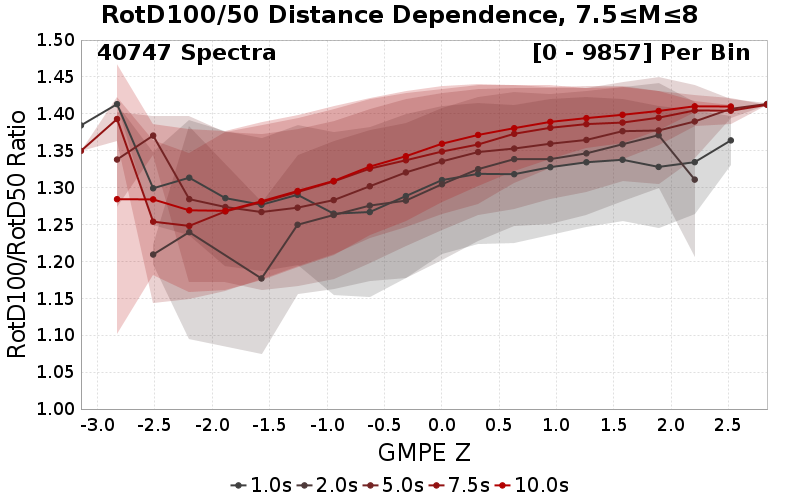 RotD100/50 Distance Dependence, 7.5≤M≤8
40747 Spectra
[0 - 9857] Per Bin
RotD100/RotD50 Ratio
1.50
1.45
1.40
1.35
1.30
1.25
1.20
1.15
1.10
1.05
1.00
-3.0 -2.5 -2.0 -1.5 -1.0 -0.5 0.0 0.5 1.0 1.5 2.0 2.5
GMPE Z
1.0s 2.0s 5.0s 7.5s 10.0s